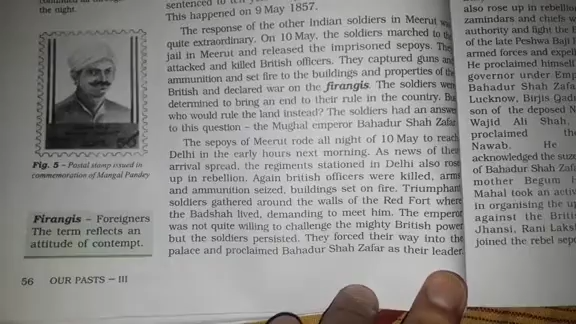 the night.
Fig. 5 – Postal stamp issued in
commemoration of Mangal Pandey
Firangis – Foreigners
The term reflects an
attitude of contempt.
56 OUR PASTS – III
sentenced to ten
This happened on 9 May 1857.
The response of the other Indian soldiers in Meerut was
quite extraordinary. On 10 May, the soldiers marched to the
jail in Meerut and released the imprisoned sepoys. They
attacked and killed British officers. They captured guns and
ammunition and set fire to the buildings and properties of the
British and declared war on the firangis. The soldiers were
determined to bring an end to their rule in the country. But
who would rule the land instead? The soldiers had an answer
to this question – the Mughal emperor Bahadur Shah Zafar.
The sepoys of Meerut rode all night of 10 May to reach
Delhi in the early hours next morning. As news of their
arrival spread, the regiments stationed in Delhi also rose
up in rebellion. Again british officers were killed, arms
and ammunition seized, buildings set on fire. Triumphant
soldiers gathered around the walls of the Red Fort where
the Badshah lived, demanding to meet him. The emperor
was not quite willing to challenge the mighty British power
but the soldiers persisted. They forced their way into the
palace and proclaimed Bahadur Shah Zafar as their leader.
also rose up in rebellion
zamindars and chiefs
authority and fight the
of the late Peshwa Baji
armed forces and
He proclaimed himself
governor under
Bahadur Shah Zafar
Lucknow, Birjis
son of the deposed
Wajid Ali Shah,
proclaimed the
Nawab. He
acknowledged the
of Bahadur Shah
mother Begum
Mahal took an
in organising the
against the
Jhansi, Rani
joined the rebel